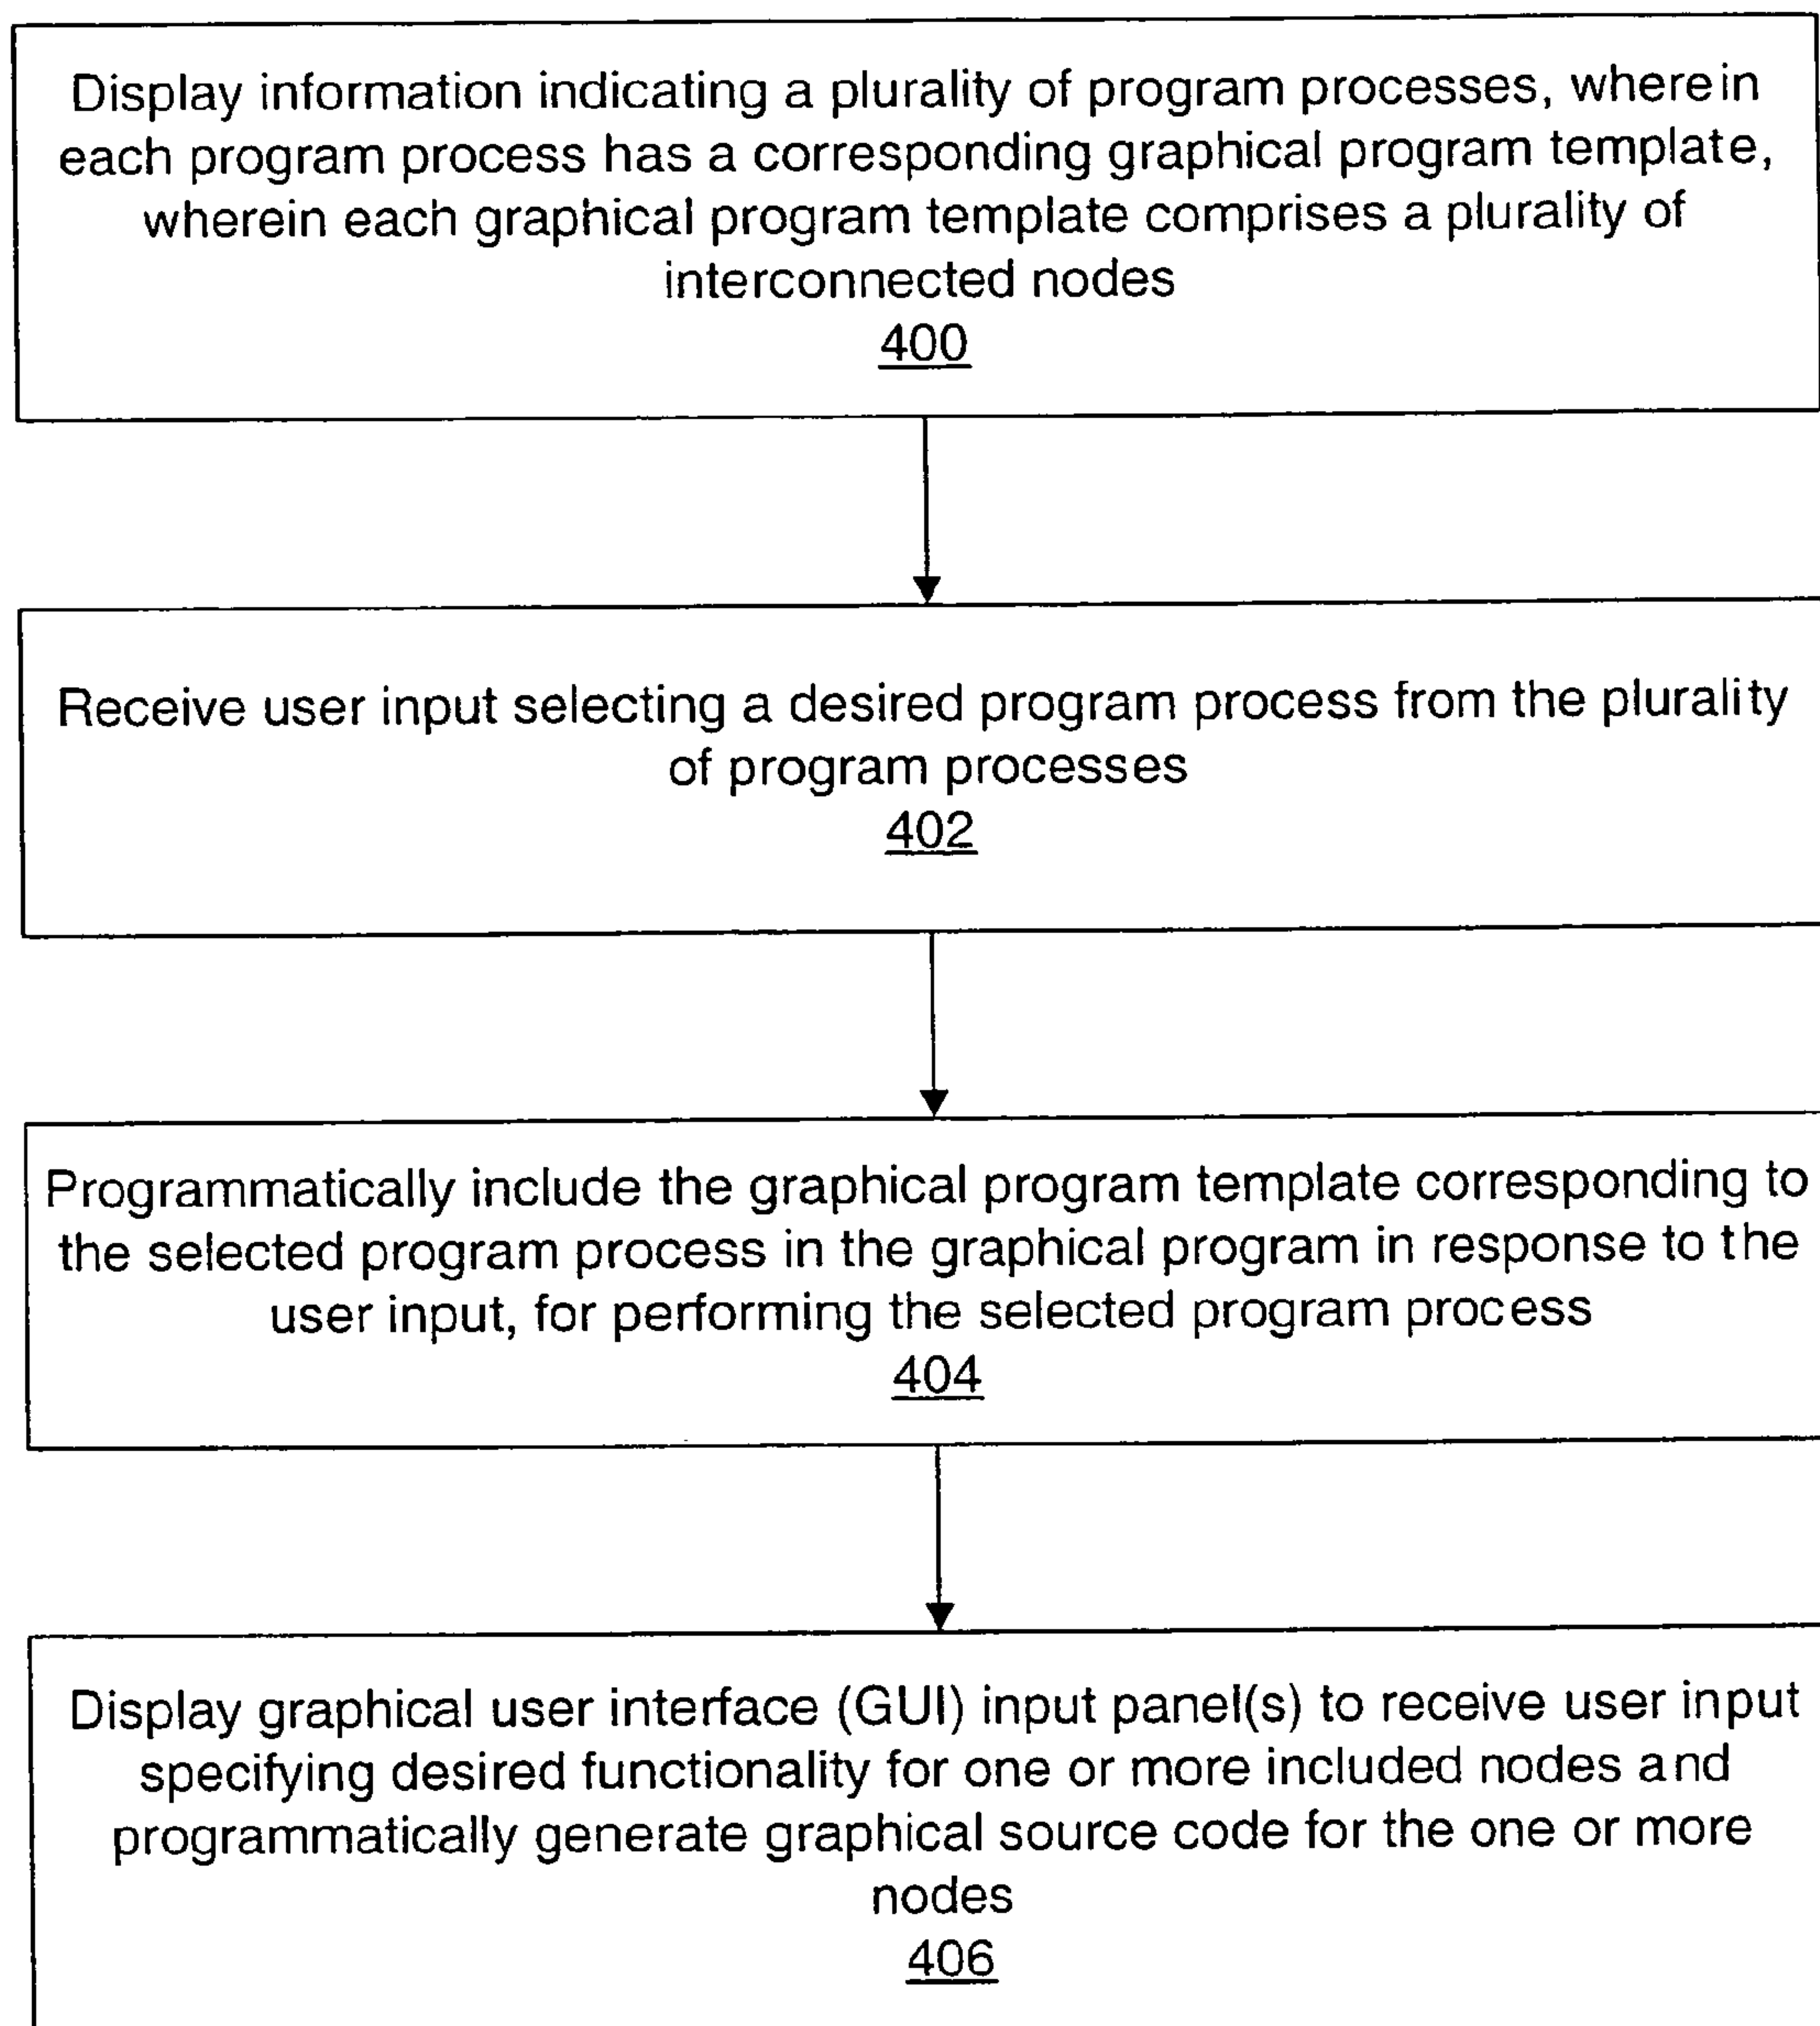 Display information indicating a plurality of program processes, wherein
each program process has a corresponding graphical program template,
wherein each graphical program template comprises a plurality of
interconnected nodes
400
Receive user input selecting a desired program process from the plurality
of program processes
402
Programmatically include the graphical program template corresponding to
the selected program process in the graphical program in response to the
user input, for performing the selected program process
404
Display graphical user interface (GUI) input panel(s) to receive user input
specifying desired functionality for one or more included nodes and
programmatically generate graphical source code for the one or more
nodes
406